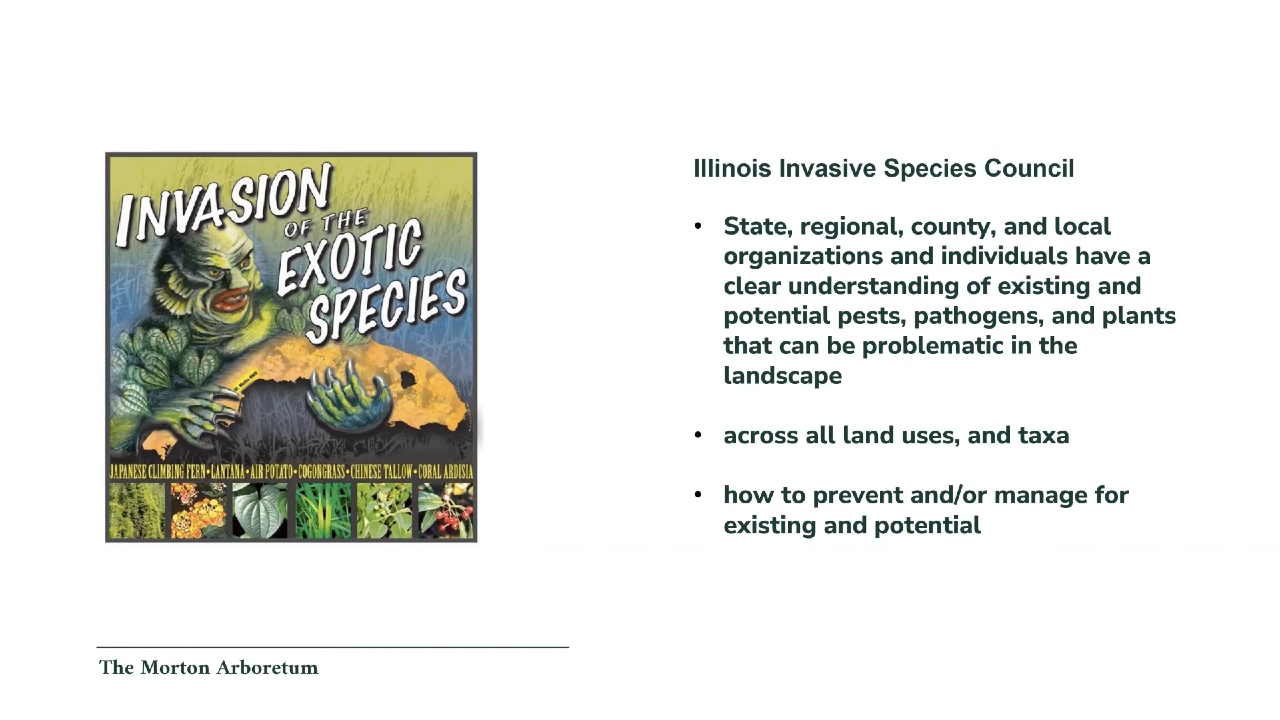 INVASION
OF THE
EXOTIC
SPECIES
JAPANESE CLIMBING FERN•LANTANA•AIR POTATO•COGONGRASS•CHINESE TALLOW•CORAL ARDISIA
Illinois Invasive Species Council
• State, regional, county, and local
organizations and individuals have a
clear understanding of existing and
potential pests, pathogens, and plants
that can be problematic in the
landscape
• across all land uses, and taxa
• how to prevent and/or manage for
existing and potential
The Morton Arboretum